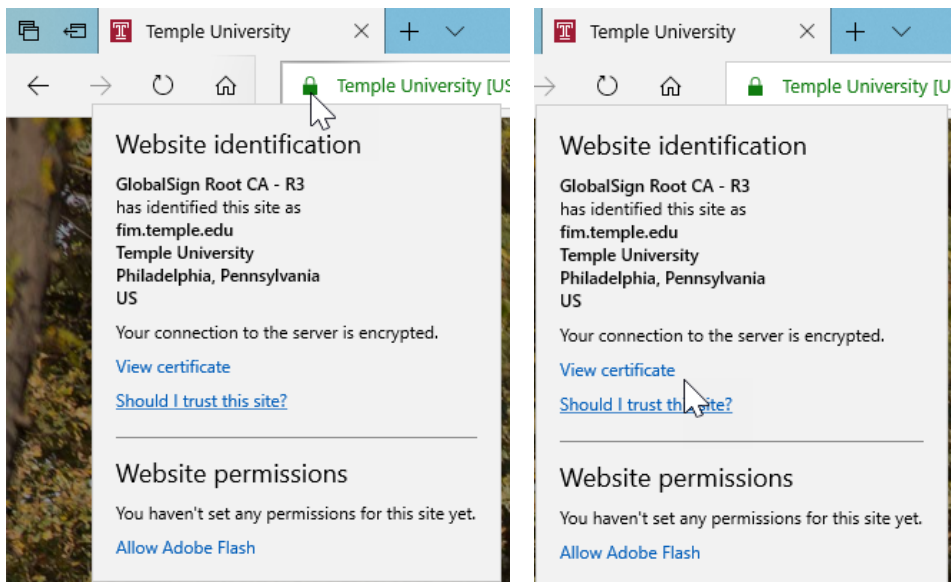 Temple University
Temple University [US
Website identification
GlobalSign Root CA - R3
has identified this site as
fim.temple.edu
Temple University
Philadelphia, Pennsylvania
US
Your connection to the server is encrypted.
View certificate
Should I trust this site?
Website permissions
You haven't set any permissions for this site yet.
Allow Adobe Flash
Temple University
Temple University [U
Website identification
GlobalSign Root CA - R3
has identified this site as
fim.temple.edu
Temple University
Philadelphia, Pennsylvania
US
Your connection to the server is encrypted.
View certificate
Should I trust this site?
Website permissions
You haven't set any permissions for this site yet.
Allow Adobe Flash